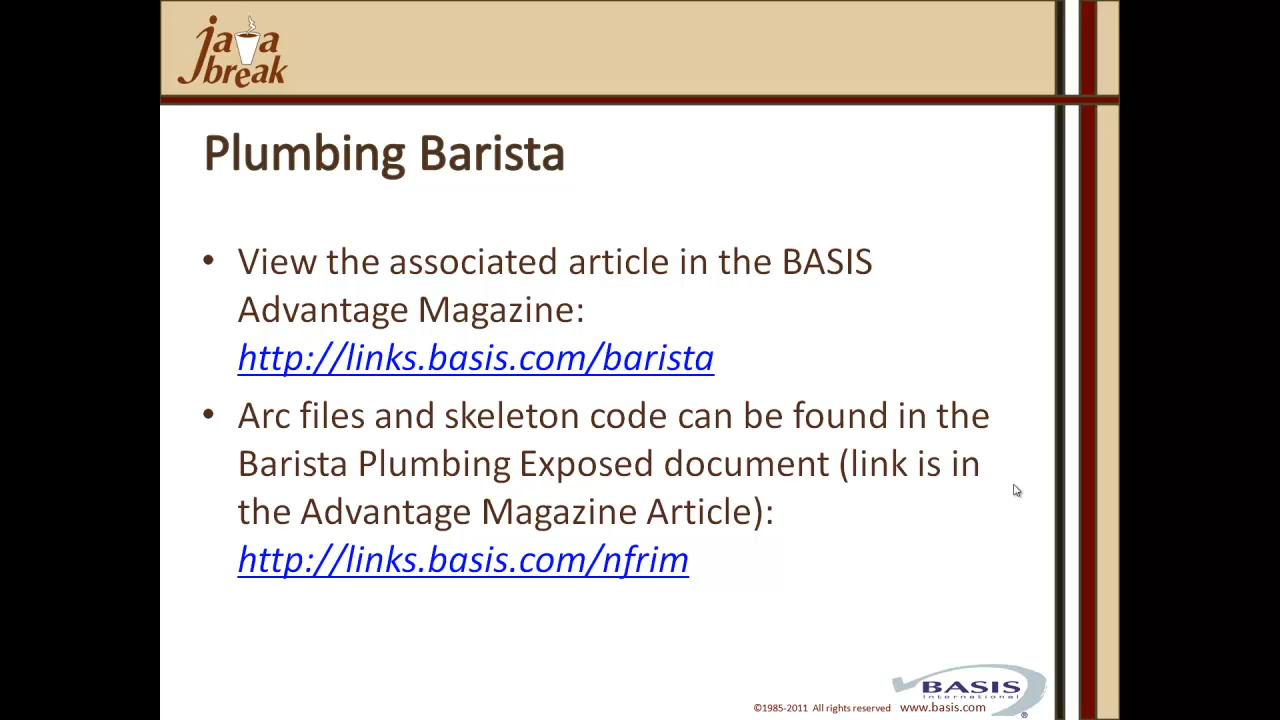 java
break
Plumbing Barista
• View the associated article in the BASIS
Advantage Magazine:
http://links.basis.com/barista
• Arc files and skeleton code can be found in the
Barista Plumbing Exposed document (link is in
the Advantage Magazine Article):
http://links.basis.com/nfrim
BASIS
International
®
©1985-2011 All rights reserved www.basis.com